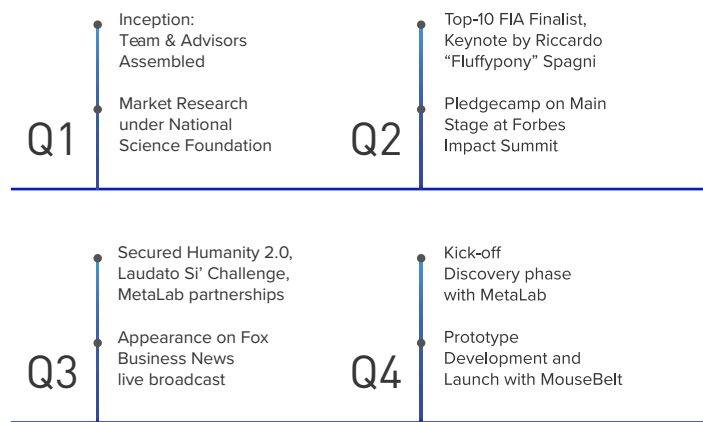 Q1
Inception:
Team & Advisors
Assembled
Market Research
under National
Science Foundation
Q2
Top-10 FIA Finalist,
Keynote by Riccardo
“Fluffypony” Spagni
Pledgecamp on Main
Stage at Forbes
Impact Summit
Q3
Secured Humanity 2.0,
Laudato Si’ Challenge,
MetaLab partnerships
Appearance on Fox
Business News
live broadcast
Q4
Kick-off
Discovery phase
with MetaLab
Prototype
Development and
Launch with MouseBelt